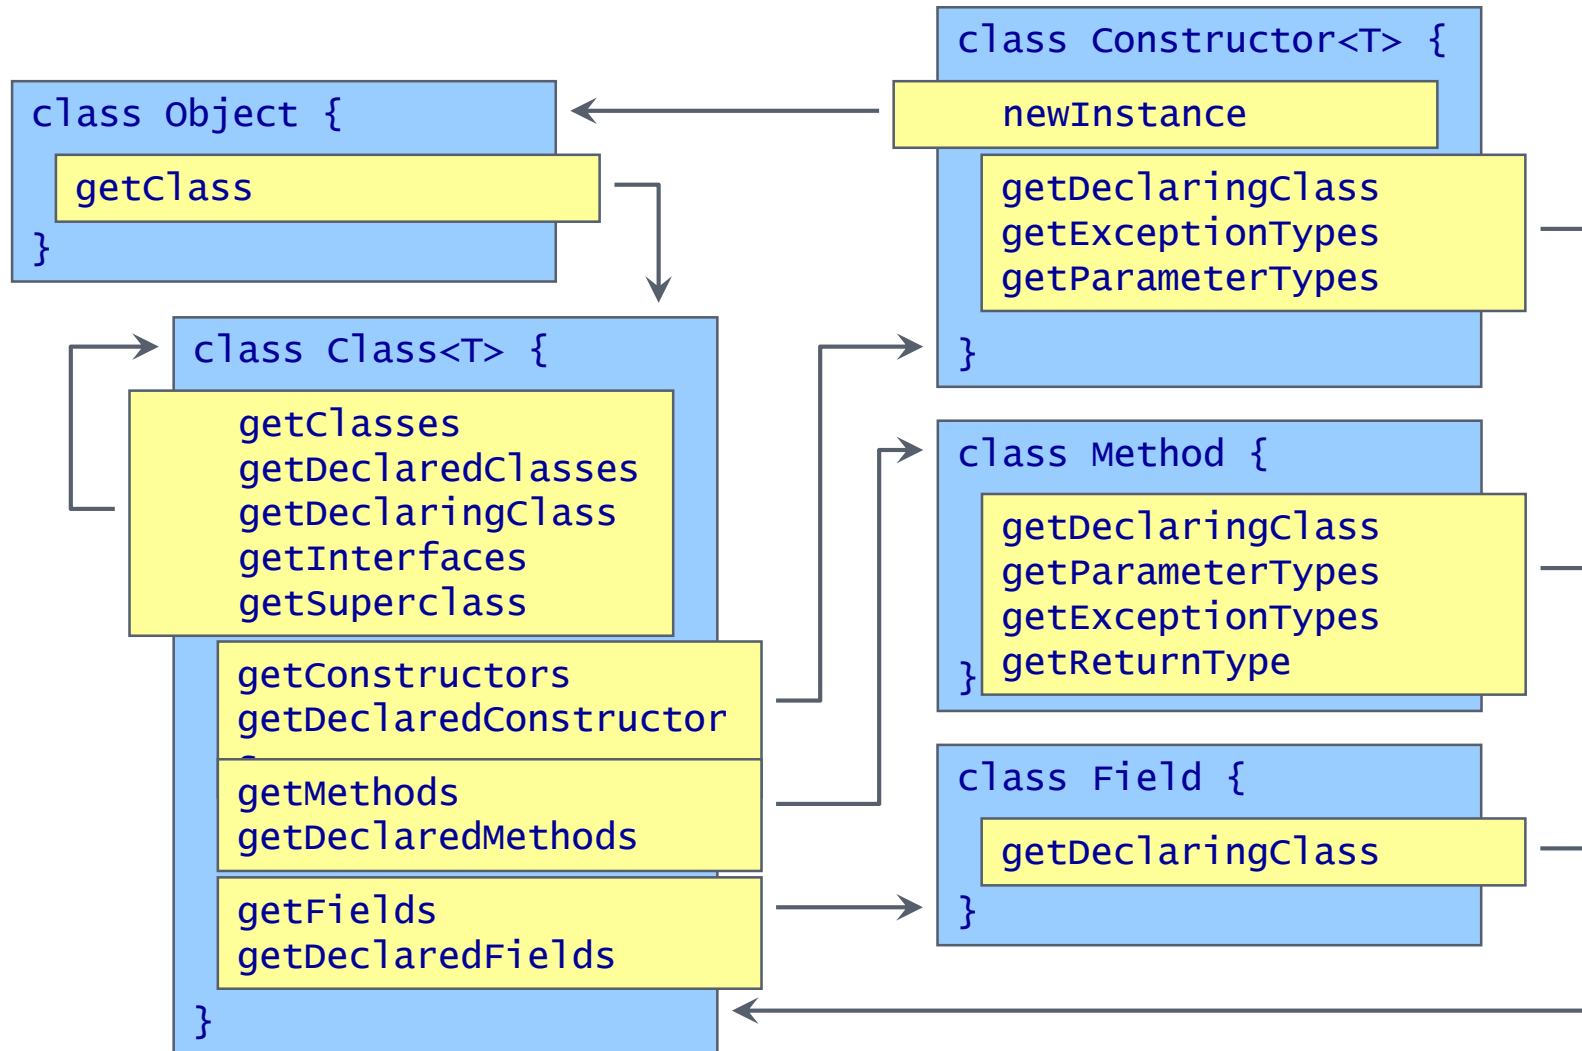 class Object {
getClass
}
class Class<T> {
getClasses
getDeclaredClasses
getDeclaringClass
getInterfaces
getSuperclass
getConstructors
getDeclaredConstructor
getMethods
getDeclaredMethods
getFields
getDeclaredFields
}
class Constructor<T> {
newInstance
getDeclaringClass
getExceptionTypes
getParameterTypes
}
class Method {
getDeclaringClass
getParameterTypes
getExceptionTypes
getReturnType
}
class Field {
getDeclaringClass
}